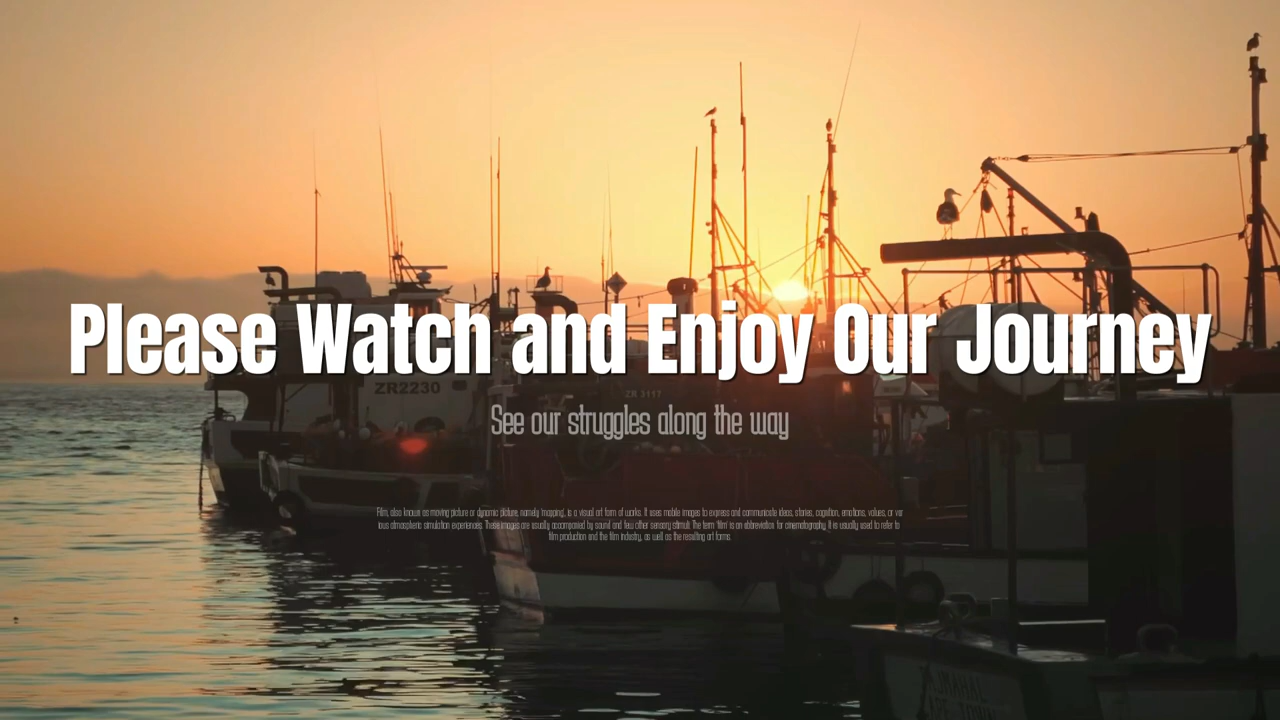 Please Watch and Enjoy Our Journey
ZR2230
ZR 3117
See our struggles along the way
Film, also known as moving picture or dynamic picture, namely 'mapping', is a visual art form of works. It uses mobile images to express and communicate ideas, stories, cognition, emotions, values, or var
ious atmospheric simulation experiences. These images are usually accompanied by sound and few other sensory stimuli. The term 'film' is an abbreviation for cinematography. It is usually used to refer to
film production and the film industry, as well as the resulting art forms.